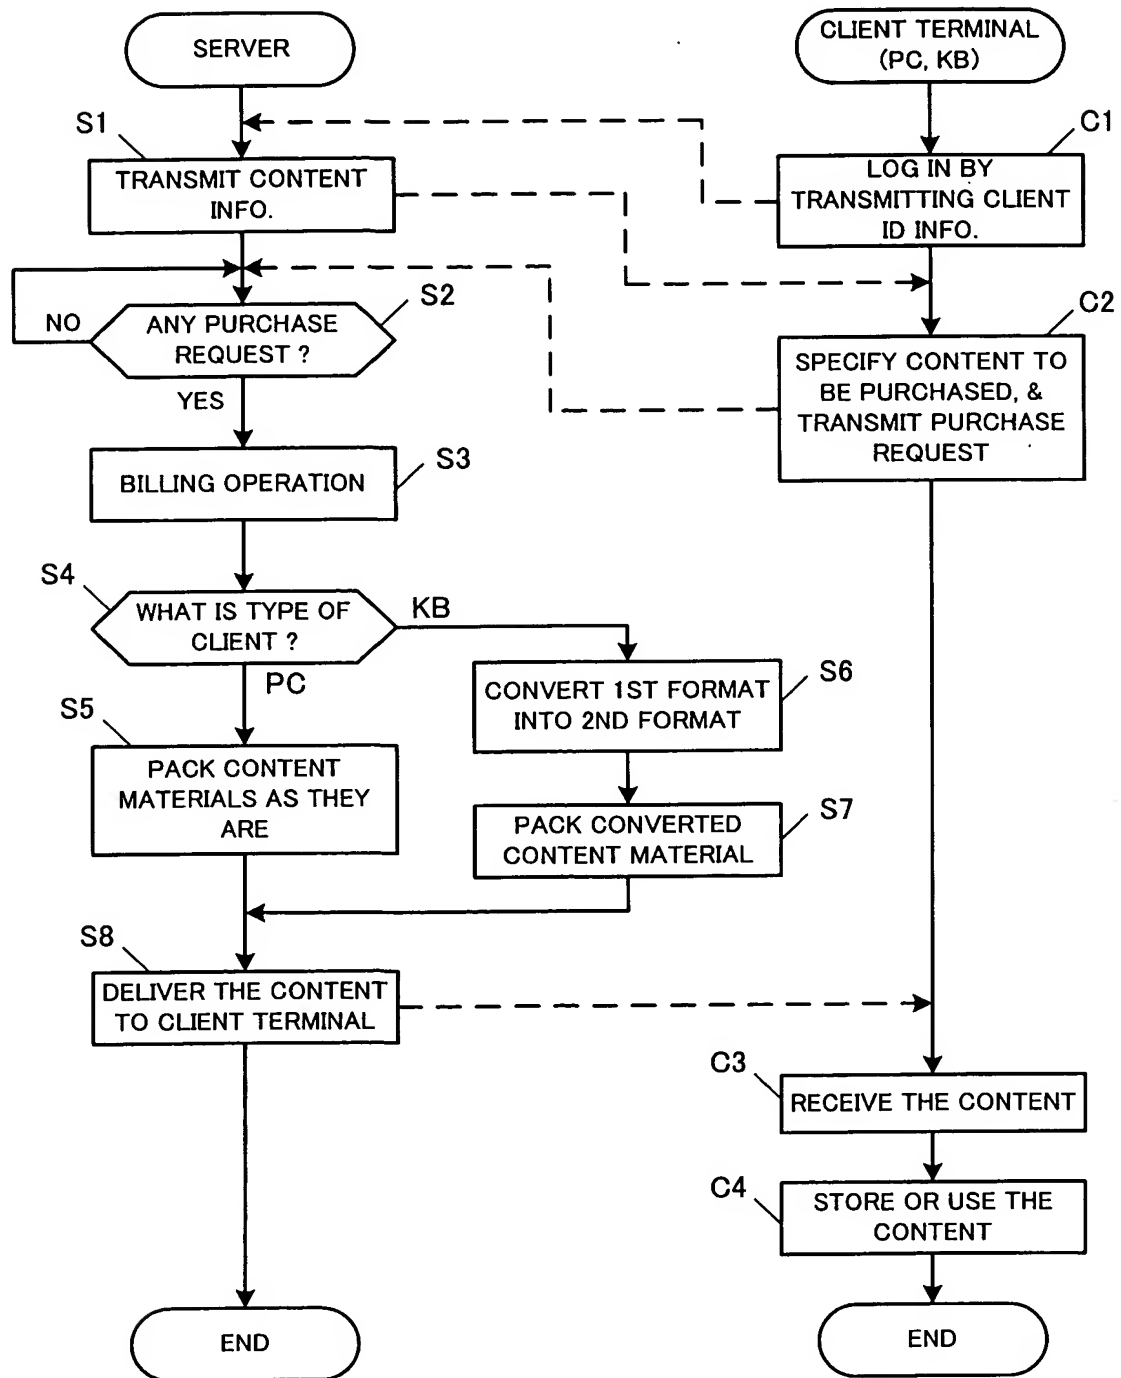 SERVER
CLIENT TERMINAL
(PC, KB)
S1
C1
TRANSMIT CONTENT
INFO.
LOG IN BY
TRANSMITTING CLIENT
ID INFO.
S2
NO
ANY PURCHASE
REQUEST ?
YES
C2
SPECIFY CONTENT TO
BE PURCHASED, &
TRANSMIT PURCHASE
REQUEST
S3
BILLING OPERATION
S4
WHAT IS TYPE OF
CLIENT ?
KB
PC
S6
CONVERT 1ST FORMAT
INTO 2ND FORMAT
S5
PACK CONTENT
MATERIALS AS THEY
ARE
S7
PACK CONVERTED
CONTENT MATERIAL
S8
DELIVER THE CONTENT
TO CLIENT TERMINAL
C3
RECEIVE THE CONTENT
C4
STORE OR USE THE
CONTENT
END
END